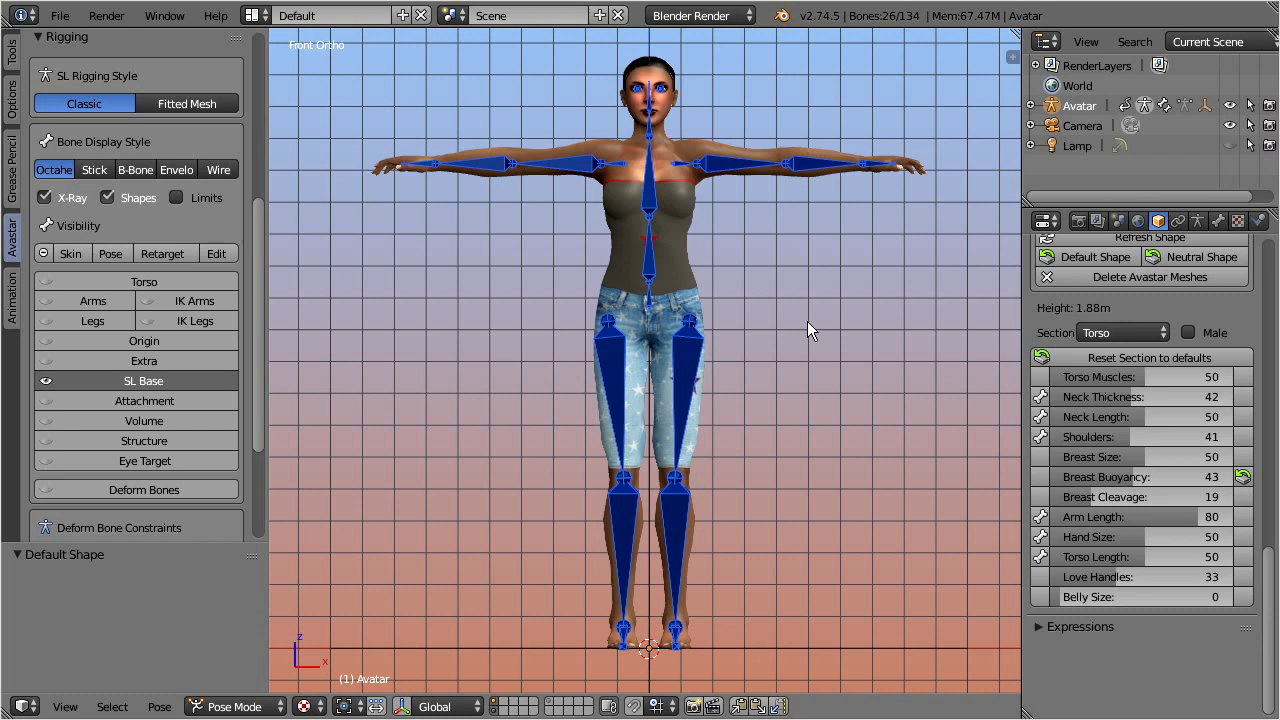 File Render Window Help Default Scene Blender Render v2.74.5 | Bones:26/134 | Mem:67.47M | Avatar
Tools
Options
Grease Pencil
Avastar
Animation
Rigging
SL Rigging Style
Classic Fitted Mesh
Bone Display Style
Octahe Stick B-Bone Envelo Wire
X-Ray Shapes Limits
Visibility
Skin Pose Retarget Edit
Torso
Arms IK Arms
Legs IK Legs
Origin
Extra
SL Base
Attachment
Volume
Structure
Eye Target
Deform Bones
Deform Bone Constraints
Default Shape
Front Ortho
z
x
(1) Avatar
View Select Pose Pose Mode Global
View Search Current Scene
RenderLayers
World
Avatar
Camera
Lamp
Refresh Shape
Default Shape Neutral Shape
Delete Avastar Meshes
Height: 1.88m
Section Torso Male
Reset Section to defaults
Torso Muscles: 50
Neck Thickness: 42
Neck Length: 50
Shoulders: 41
Breast Size: 50
Breast Buoyancy: 43
Breast Cleavage: 19
Arm Length: 80
Hand Size: 50
Torso Length: 50
Love Handles: 33
Belly Size: 0
Expressions